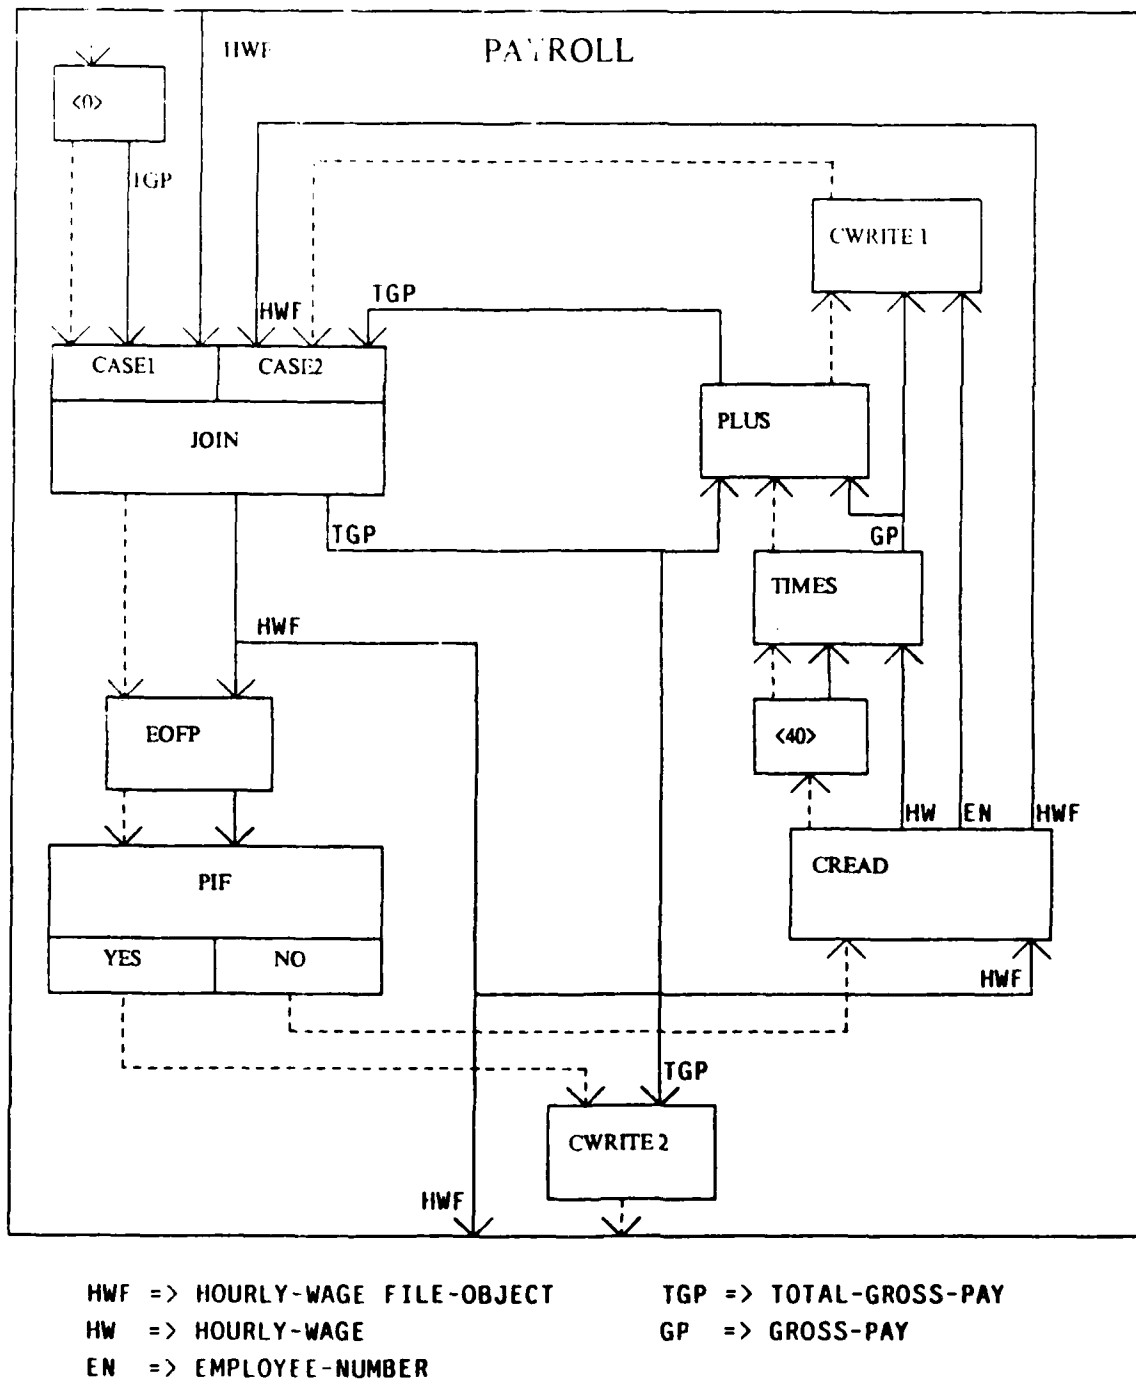 HWF
PAYROLL
<0>
TGP
CWRITE 1
TGP
HWF
CASE1
CASE2
PLUS
JOIN
TGP
GP
TIMES
HWF
EOFP
<40>
HW
EN
HWF
CREAD
PIF
YES
NO
HWF
TGP
CWRITE 2
HWF
HWF => HOURLY-WAGE FILE-OBJECT
TGP => TOTAL-GROSS-PAY
HW => HOURLY-WAGE
GP => GROSS-PAY
EN => EMPLOYEE-NUMBER